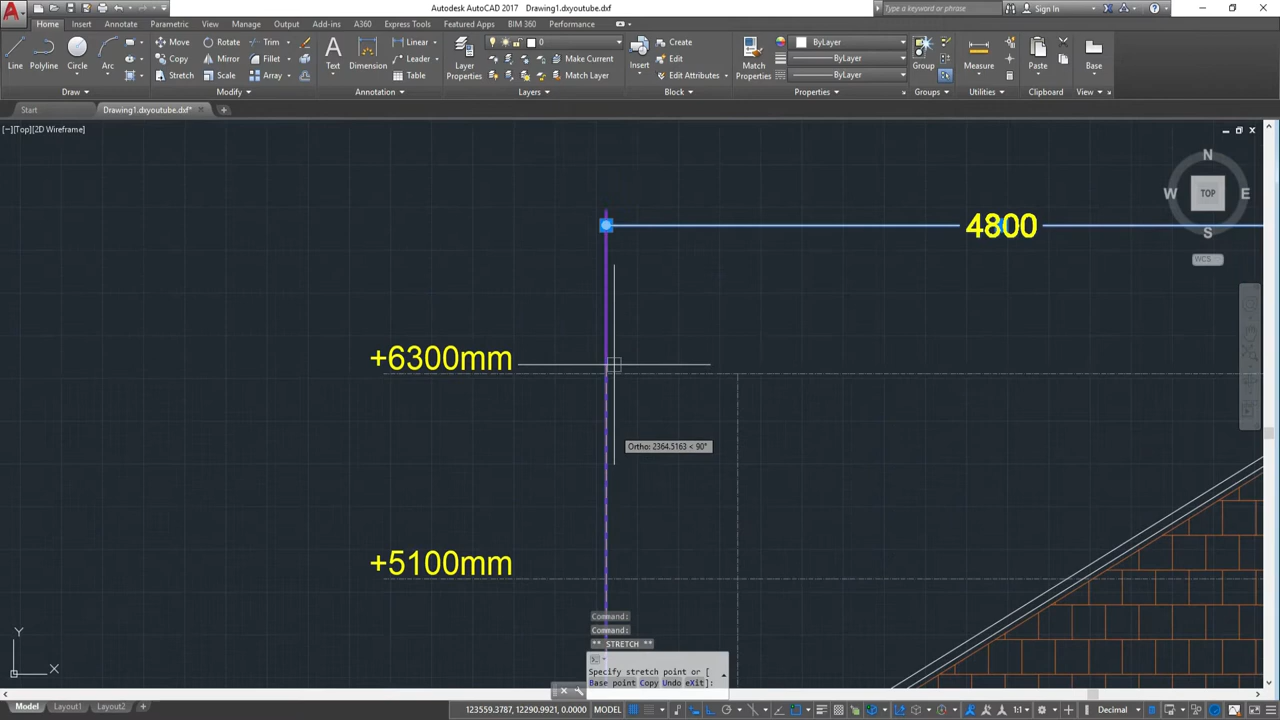 Autodesk AutoCAD 2017 Drawing1.dxyoutube.dxf
Type a keyword or phrase
Sign In
Home Insert Annotate Parametric View Manage Output Add-ins A360 Express Tools Featured Apps BIM 360 Performance
Line Polyline Circle Arc
Move Rotate Trim
Copy Mirror Fillet
Stretch Scale Array
Text Dimension
Linear
Leader
Table
Layer
Properties
0
Make Current
Match Layer
Insert
Create
Edit
Edit Attributes
Match
Properties
ByLayer
ByLayer
ByLayer
Group
Measure
Paste
Base
Draw Modify Annotation Layers Block Properties Groups Utilities Clipboard View
Start Drawing1.dxyoutube.dxf*
[−][Top][2D Wireframe]
N
W TOP E
S
WCS
4800
+6300mm
Ortho: 2364.5163 < 90°
+5100mm
Command:
Command:
** STRETCH **
Specify stretch point or [
Base point Copy Undo eXit]:
Y
X
Model Layout1 Layout2
123559.3787, 12290.9921, 0.0000 MODEL 1:1 Decimal